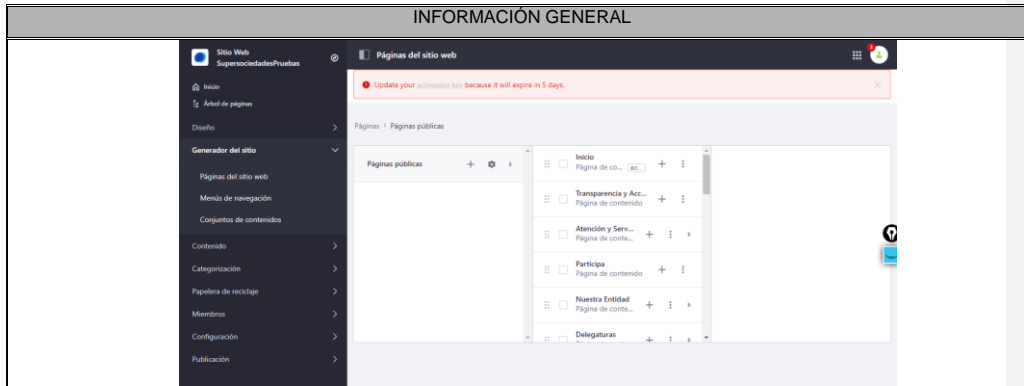 INFORMACIÓN GENERAL
Sitio Web
SupersociedadesPruebas
Inicio
Árbol de páginas
Diseño
Generador del sitio
Páginas del sitio web
Menús de navegación
Conjuntos de contenidos
Contenido
Categorización
Papelera de reciclaje
Miembros
Configuración
Publicación
Páginas del sitio web
Update your activation key because it will expire in 5 days.
Páginas > Páginas públicas
Páginas públicas
Inicio
Página de co...
Transparencia y Acc...
Página de contenido
Atención y Serv...
Página de conte...
Participa
Página de contenido
Nuestra Entidad
Página de conte...
Delegaturas